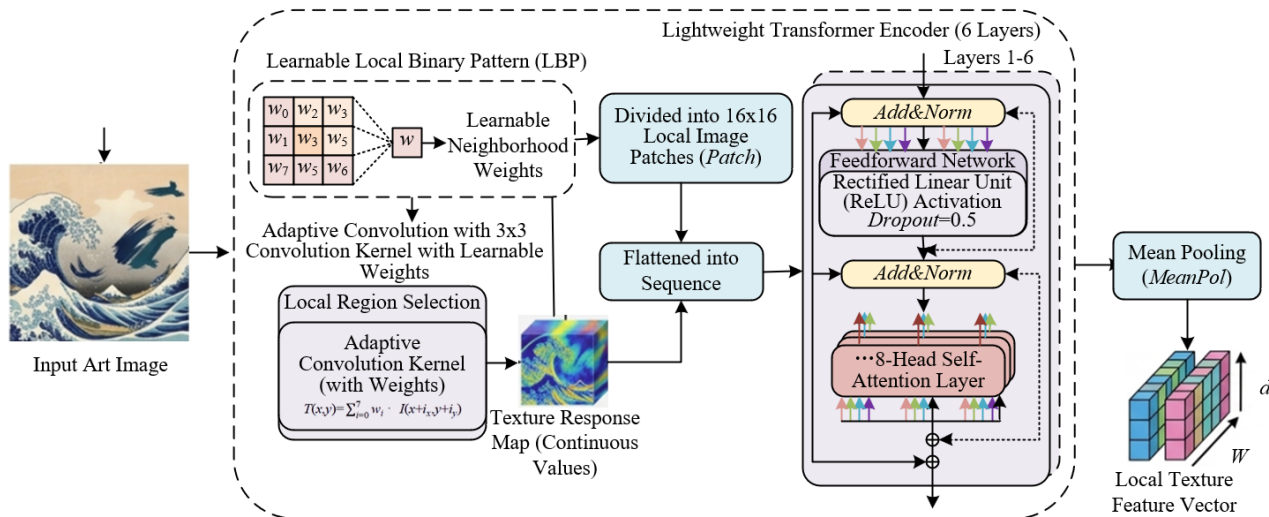 Lightweight Transformer Encoder (6 Layers)
Layers 1-6
Learnable Local Binary Pattern (LBP)
w0 w2 w3
w1 w3 w5
w7 w5 w6
w
Learnable
Neighborhood
Weights
Adaptive Convolution with 3x3
Convolution Kernel with Learnable
Weights
Input Art Image
Local Region Selection
Adaptive
Convolution Kernel
(with Weights)
T(x,y)=∑_{i=0}^{7} w_i · I(x+i_x,y+i_y)
Texture Response
Map (Continuous
Values)
Divided into 16x16
Local Image
Patches (Patch)
Flattened into
Sequence
Add&Norm
Feedforward Network
Rectified Linear Unit
(ReLU) Activation
Dropout=0.5
Add&Norm
···8-Head Self-
Attention Layer
Mean Pooling
(MeanPol)
d
W
Local Texture
Feature Vector